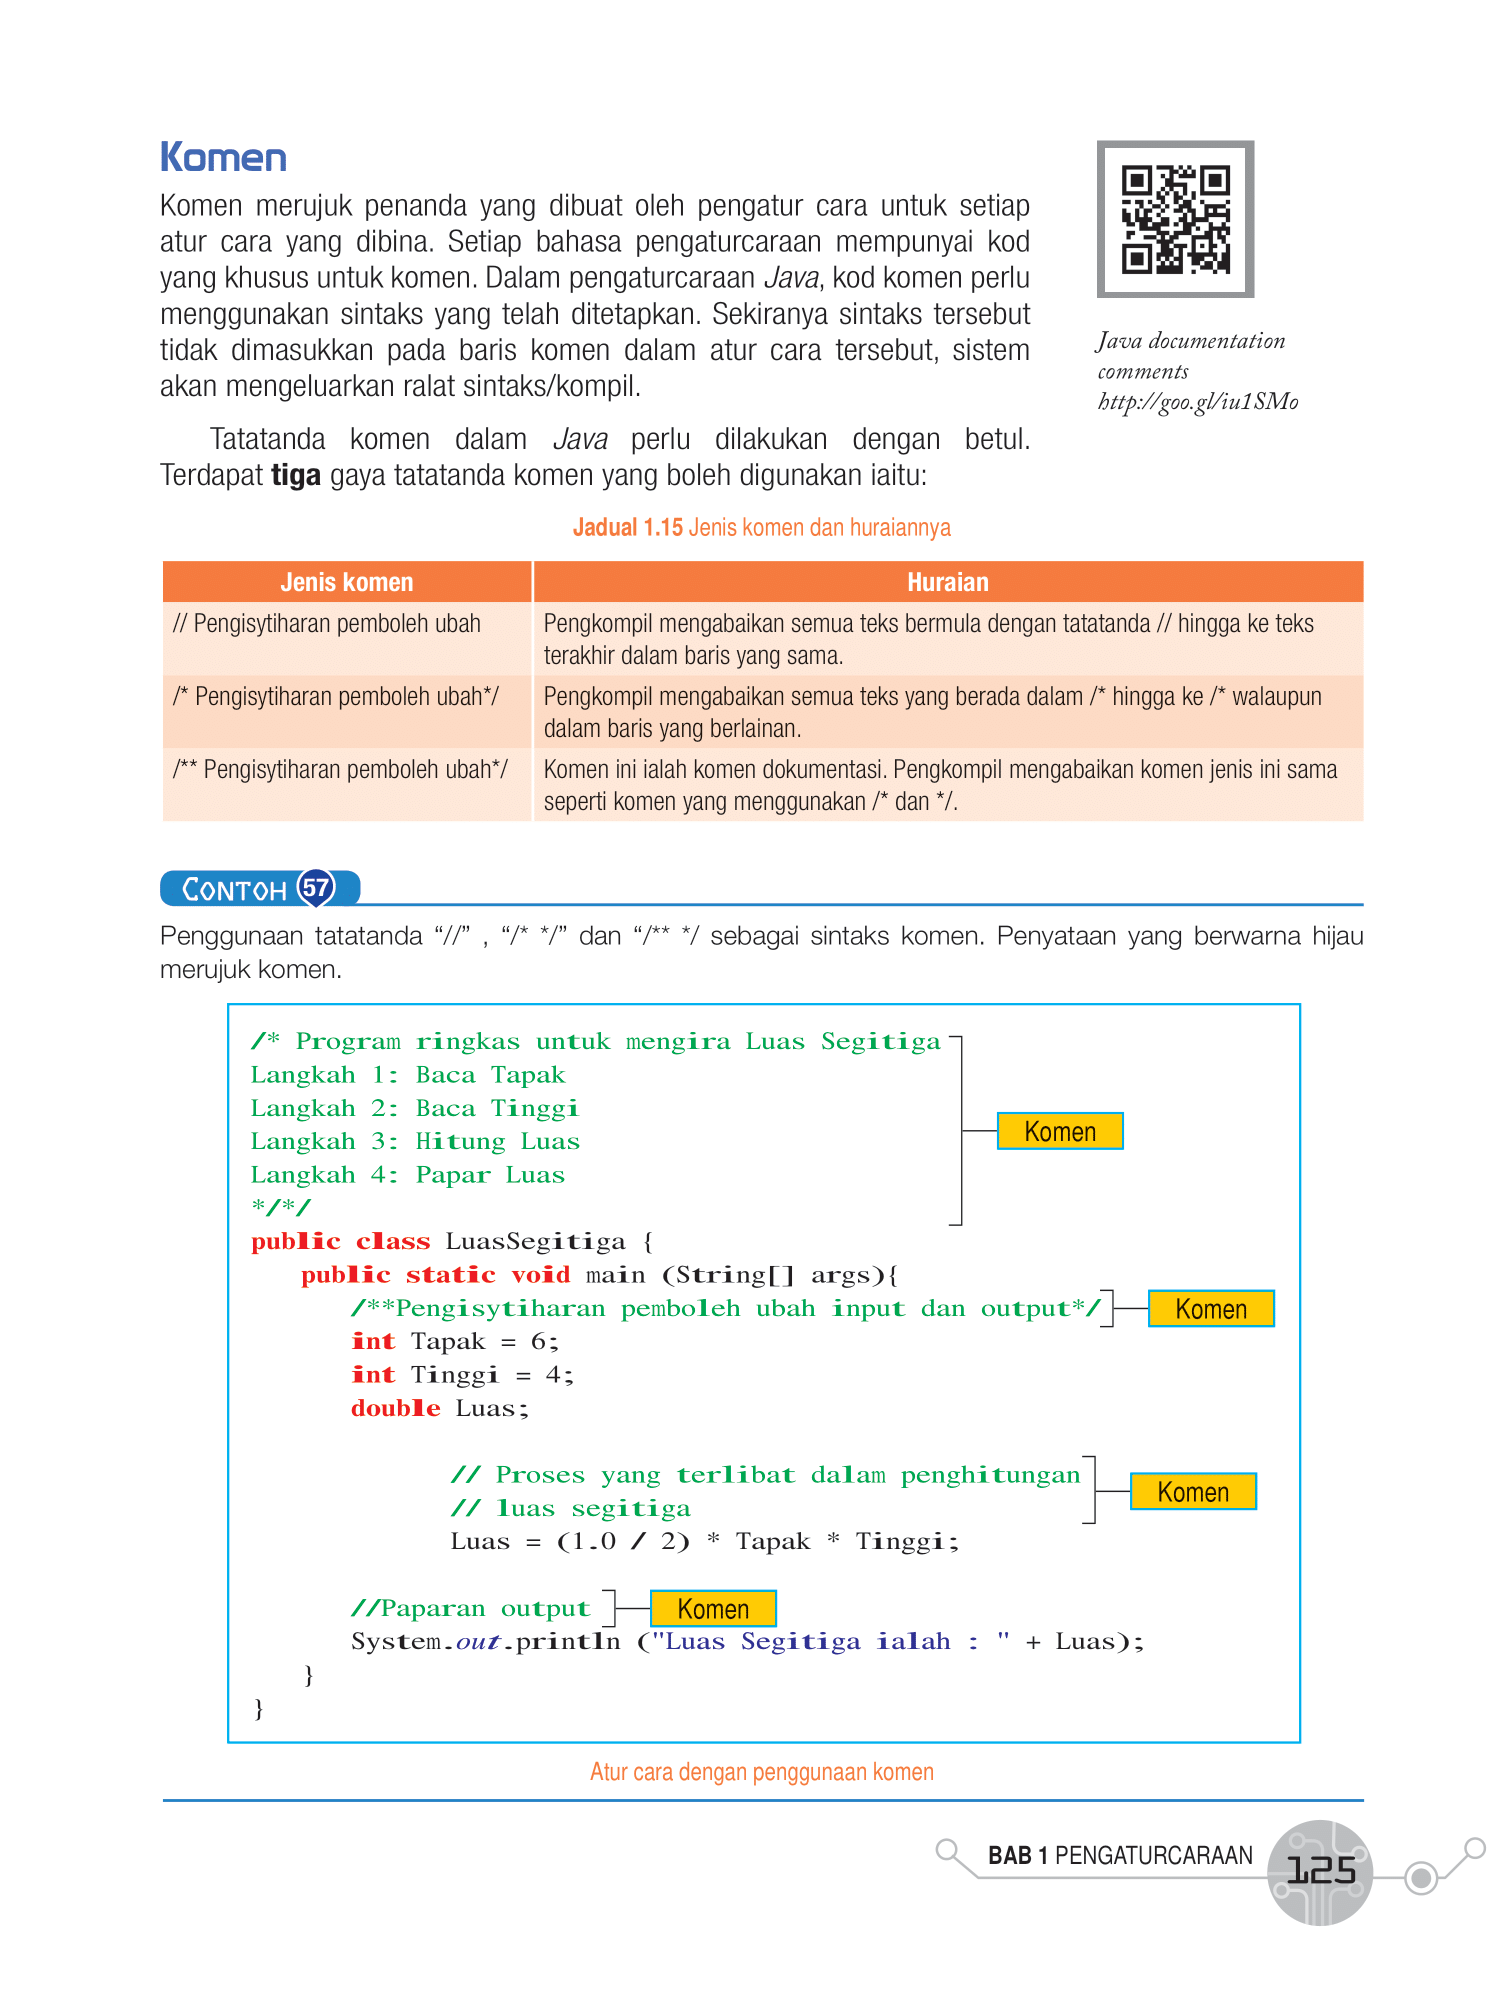 Komen
Komen merujuk penanda yang dibuat oleh pengatur cara untuk setiap
atur cara yang dibina. Setiap bahasa pengaturcaraan mempunyai kod
yang khusus untuk komen. Dalam pengaturcaraan Java, kod komen perlu
menggunakan sintaks yang telah ditetapkan. Sekiranya sintaks tersebut
tidak dimasukkan pada baris komen dalam atur cara tersebut, sistem
akan mengeluarkan ralat sintaks/kompil.
Tatatanda komen dalam Java perlu dilakukan dengan betul.
Terdapat tiga gaya tatatanda komen yang boleh digunakan iaitu:
Java documentation
comments
http://goo.gl/iu1SMo
Jadual 1.15 Jenis komen dan huraiannya
Jenis komen
Huraian
// Pengisytiharan pemboleh ubah
Pengkompil mengabaikan semua teks bermula dengan tatatanda // hingga ke teks
terakhir dalam baris yang sama.
/* Pengisytiharan pemboleh ubah*/
Pengkompil mengabaikan semua teks yang berada dalam /* hingga ke /* walaupun
dalam baris yang berlainan.
/** Pengisytiharan pemboleh ubah*/
Komen ini ialah komen dokumentasi. Pengkompil mengabaikan komen jenis ini sama
seperti komen yang menggunakan /* dan */.
CONTOH 57
Penggunaan tatatanda “//” , “/* */” dan “/** */ sebagai sintaks komen. Penyataan yang berwarna hijau
merujuk komen.
/* Program ringkas untuk mengira Luas Segitiga
Langkah 1: Baca Tapak
Langkah 2: Baca Tinggi
Komen
Langkah 3: Hitung Luas
Langkah 4: Papar Luas
*/*/
public class LuasSegitiga {
public static void main (String[] args){
/**Pengisytiharan pemboleh ubah input dan output*/ Komen
int Tapak = 6;
int Tinggi = 4;
double Luas;
// Proses yang terlibat dalam penghitungan
Komen
// luas segitiga
Luas = (1.0 / 2) * Tapak * Tinggi;
//Paparan output Komen
System.out.println ("Luas Segitiga ialah : " + Luas);
}
}
Atur cara dengan penggunaan komen
BAB 1 PENGATURCARAAN 125